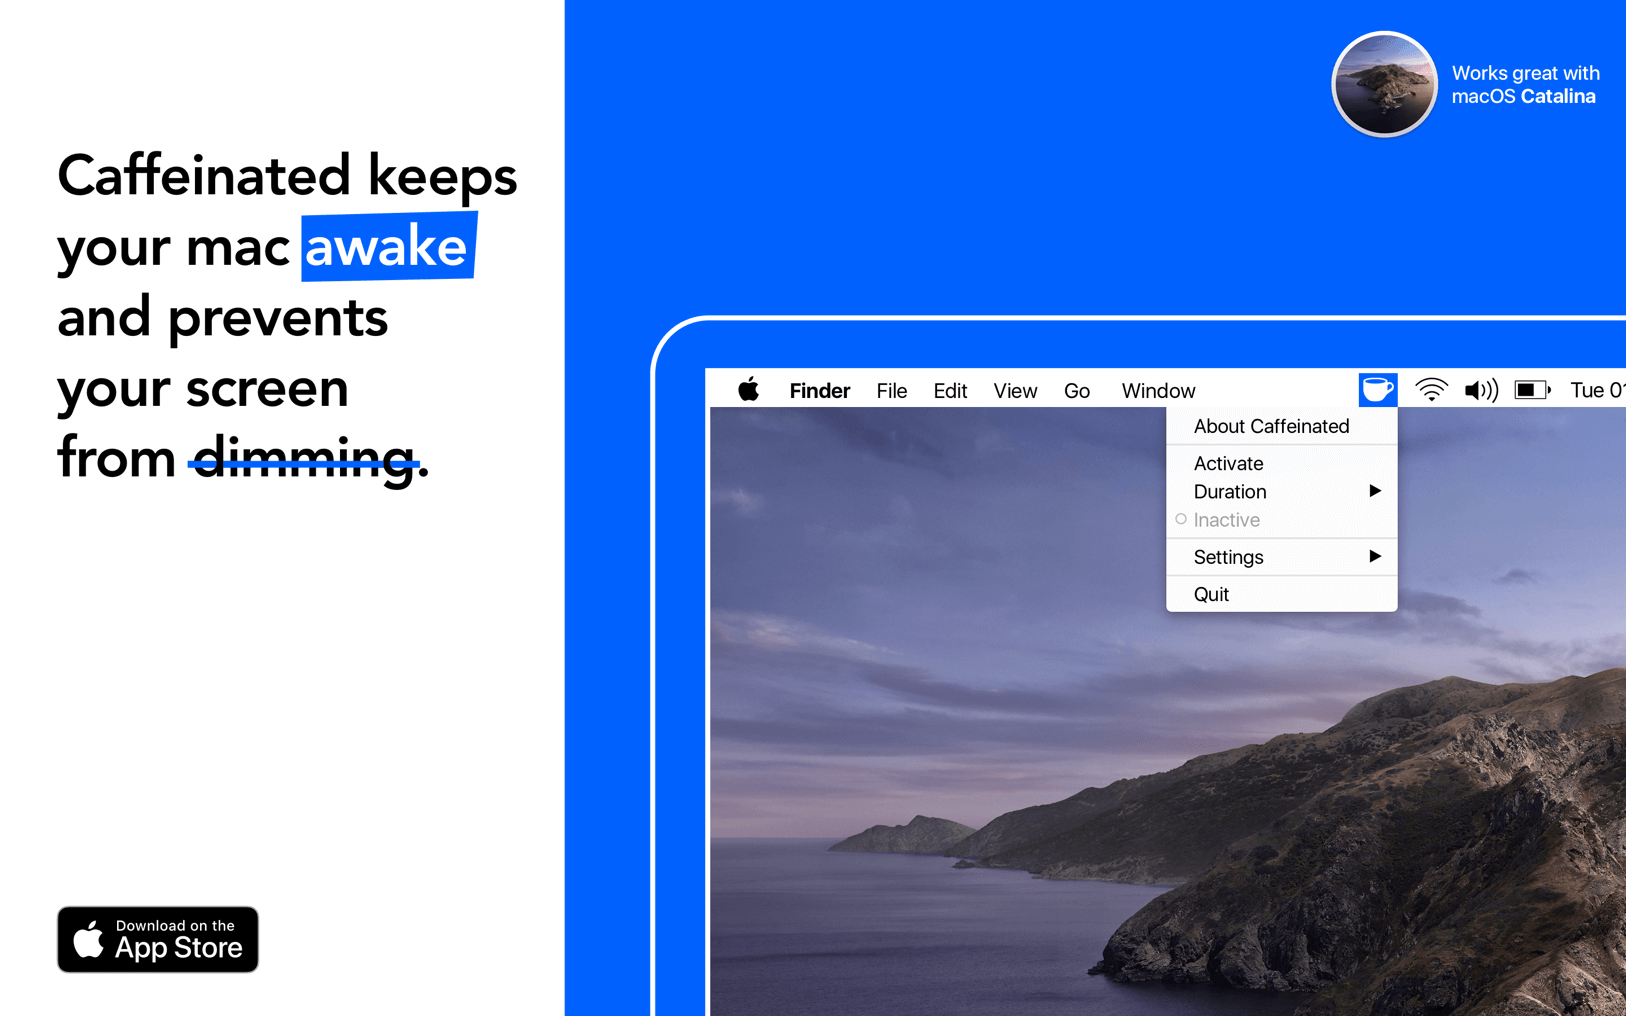 Caffeinated keeps
your mac awake
and prevents
your screen
from dimming.
Download on the
App Store
Works great with
macOS Catalina
Finder File Edit View Go Window Tue
About Caffeinated
Activate
Duration
Inactive
Settings
Quit